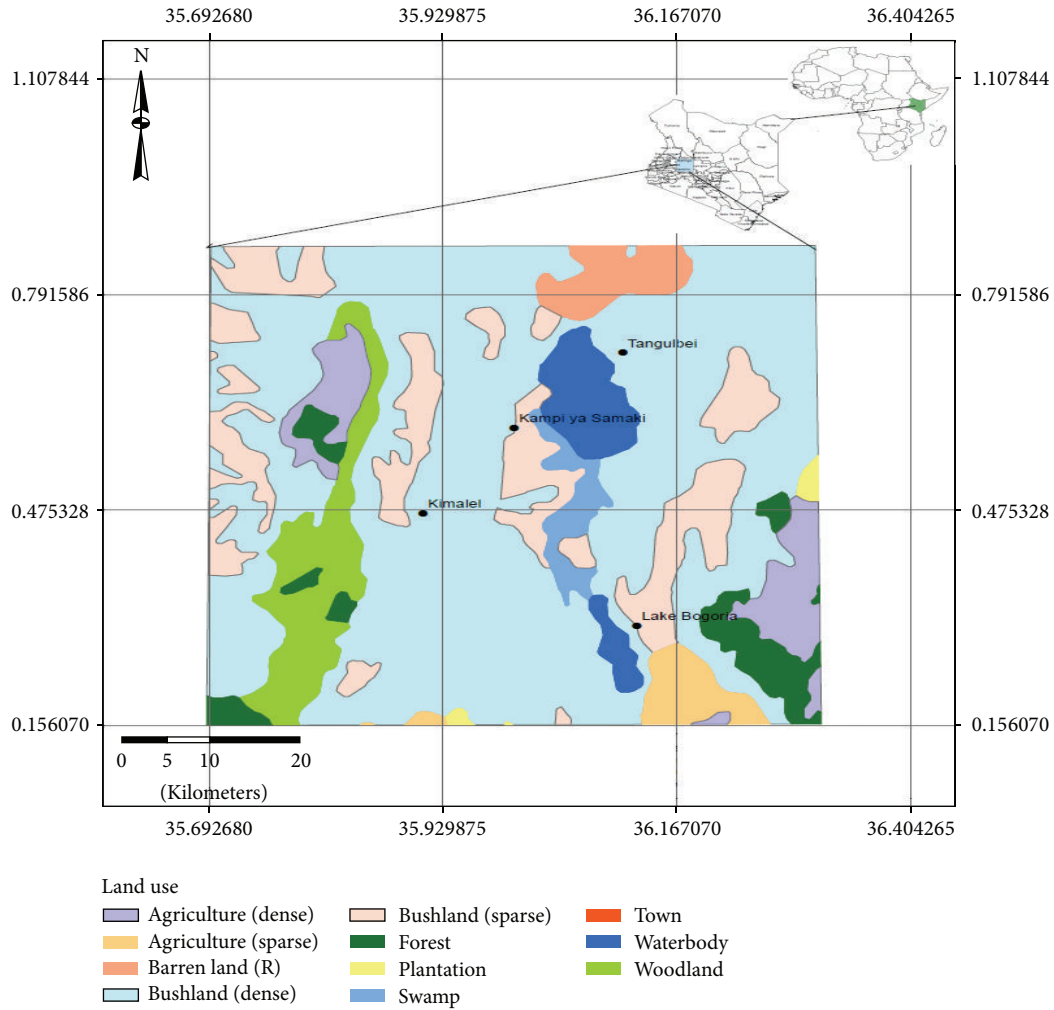 35.692680 35.929875 36.167070 36.404265
N
1.107844 1.107844
0.791586 0.791586
Tangulbei
Kampi ya Samaki
Kimalel
0.475328 0.475328
Lake Bogoria
0.156070 0.156070
0 5 10 20
(Kilometers)
35.692680 35.929875 36.167070 36.404265
Land use
Agriculture (dense)
Agriculture (sparse)
Barren land (R)
Bushland (dense)
Bushland (sparse)
Forest
Plantation
Swamp
Town
Waterbody
Woodland